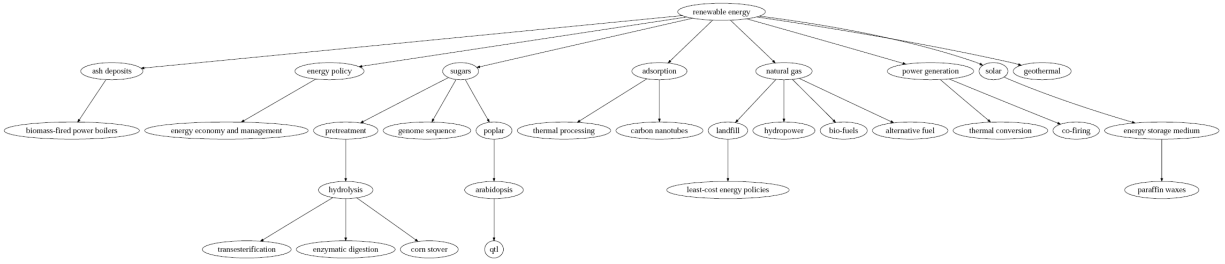 renewable energy
ash deposits
energy policy
sugars
adsorption
natural gas
power generation
solar
geothermal
biomass-fired power boilers
energy economy and management
pretreatment
genome sequence
poplar
thermal processing
carbon nanotubes
landfill
hydropower
bio-fuels
alternative fuel
thermal conversion
co-firing
energy storage medium
hydrolysis
arabidopsis
least-cost energy policies
paraffin waxes
transesterification
enzymatic digestion
corn stover
qtl